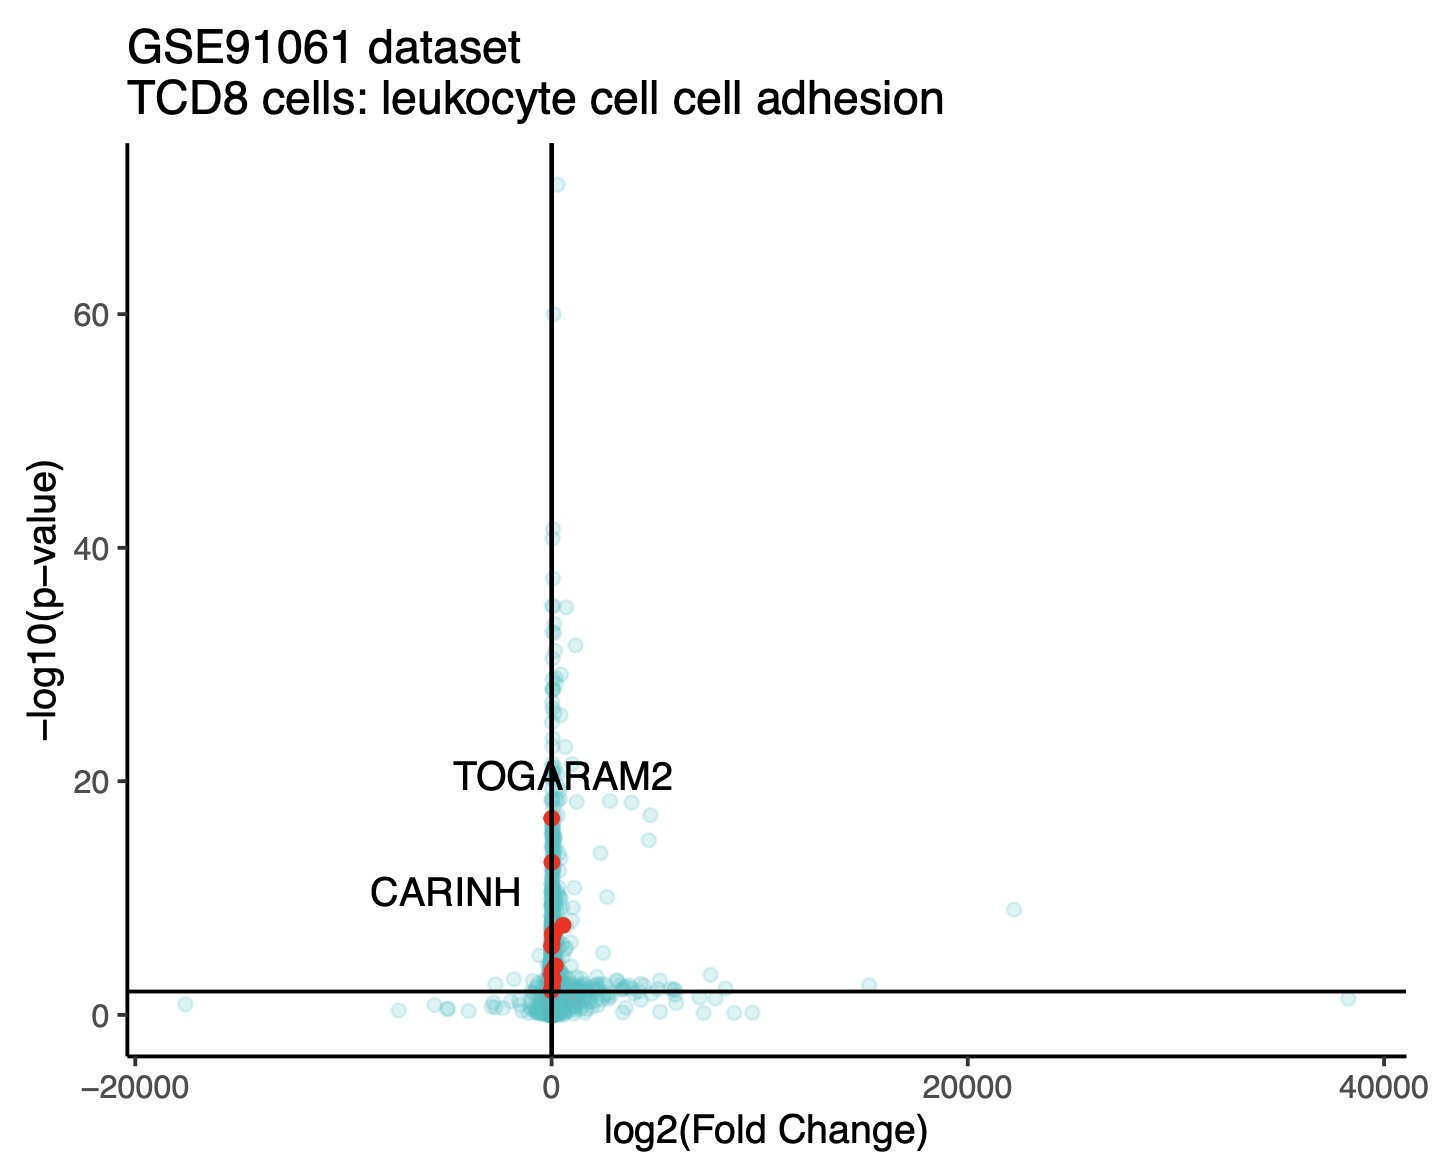 GSE91061 dataset
TCD8 cells: leukocyte cell cell adhesion
−log10(p−value)
60
40
20
0
TOGARAM2
CARINH
−20000
0
20000
40000
log2(Fold Change)